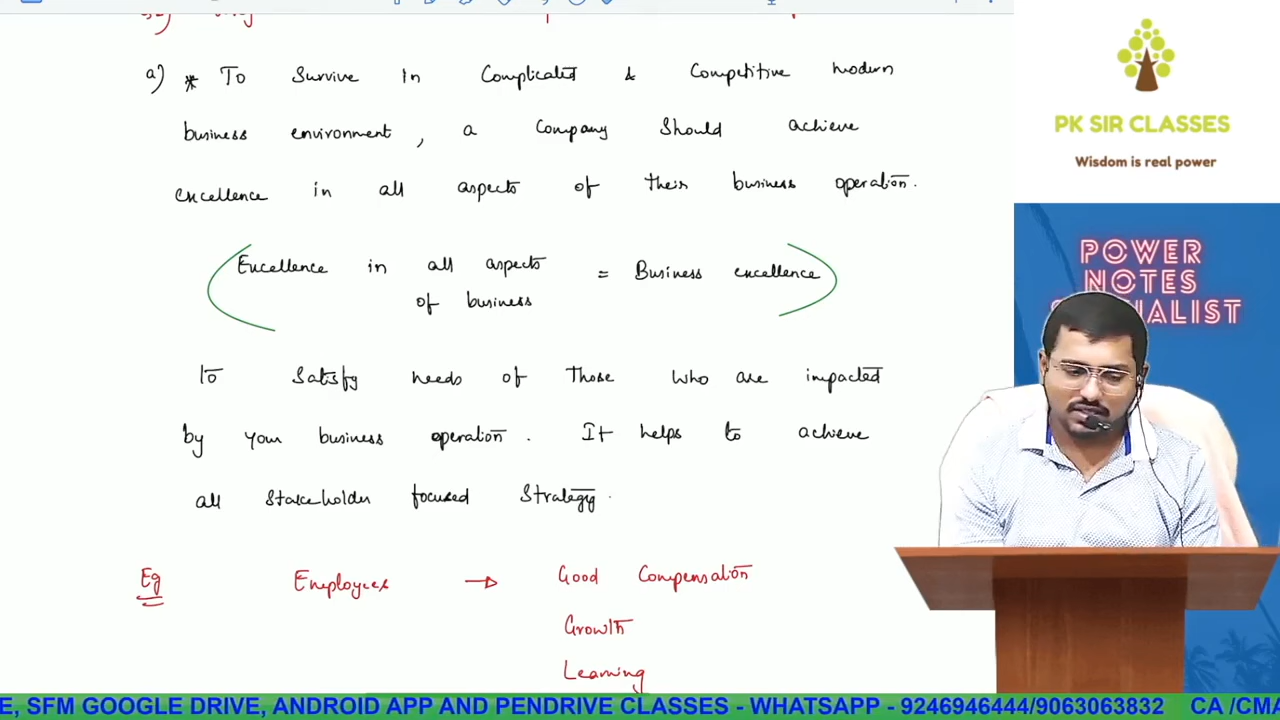 a) * To Survive in Complicated & Competitive modern
business environment, a Company Should achieve
excellence in all aspects of their business operation.
Excellence in all aspects = Business excellence
of business
To Satisfy needs of Those Who are impacted
by your business operation. It helps to achieve
all Stakeholder focused Strategy.
Eg Employees → Good Compensation
Growth
Learning
PK SIR CLASSES
Wisdom is real power
POWER
NOTES
E, SFM GOOGLE DRIVE, ANDROID APP AND PENDRIVE CLASSES - WHATSAPP - 9246946444/9063063832 CA /CMA